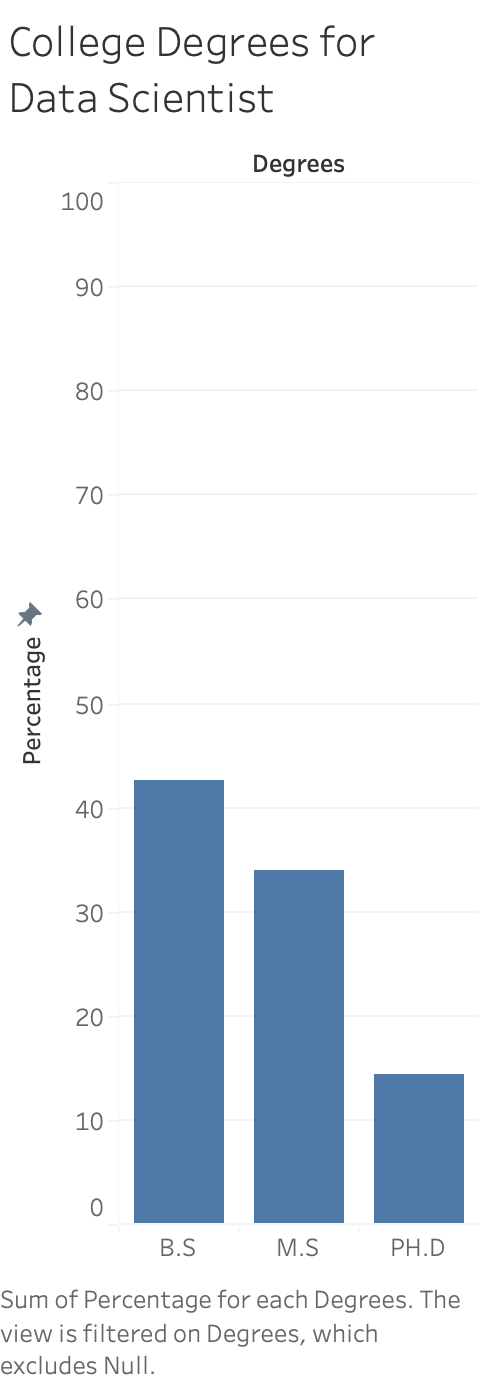 College Degrees for
Data Scientist
Degrees
100
90
80
70
60
50
40
30
20
10
0
Percentage
B.S
M.S
PH.D
Sum of Percentage for each Degrees. The
view is filtered on Degrees, which
excludes Null.